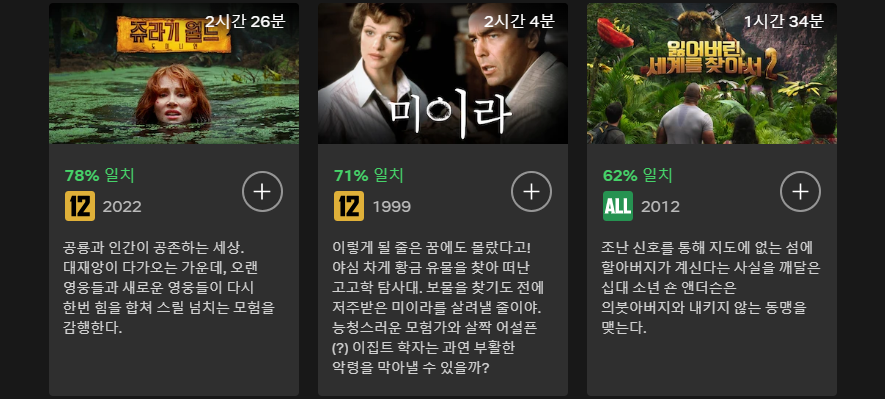 2시간 26분
쥬라기 월드
2시간 4분
미이라
1시간 34분
잃어버린
세계를 찾아서 2
78% 일치
12 2022
공룡과 인간이 공존하는 세상.
대재앙이 다가오는 가운데, 오랜
영웅들과 새로운 영웅들이 다시
한번 힘을 합쳐 스릴 넘치는 모험을
감행한다.
71% 일치
12 1999
이렇게 될 줄은 꿈에도 몰랐다고!
야심 차게 황금 유물을 찾아 떠난
고고학 탐사대. 보물을 찾기도 전에
저주받은 미이라를 살려낼 줄이야.
능청스러운 모험가와 살짝 어설픈
(?) 이집트 학자는 과연 부활한
악령을 막아낼 수 있을까?
62% 일치
ALL 2012
조난 신호를 통해 지도에 없는 섬에
할아버지가 계신다는 사실을 깨달은
십대 소년 숀 앤더슨은
의붓아버지와 내키지 않는 동맹을
맺는다.